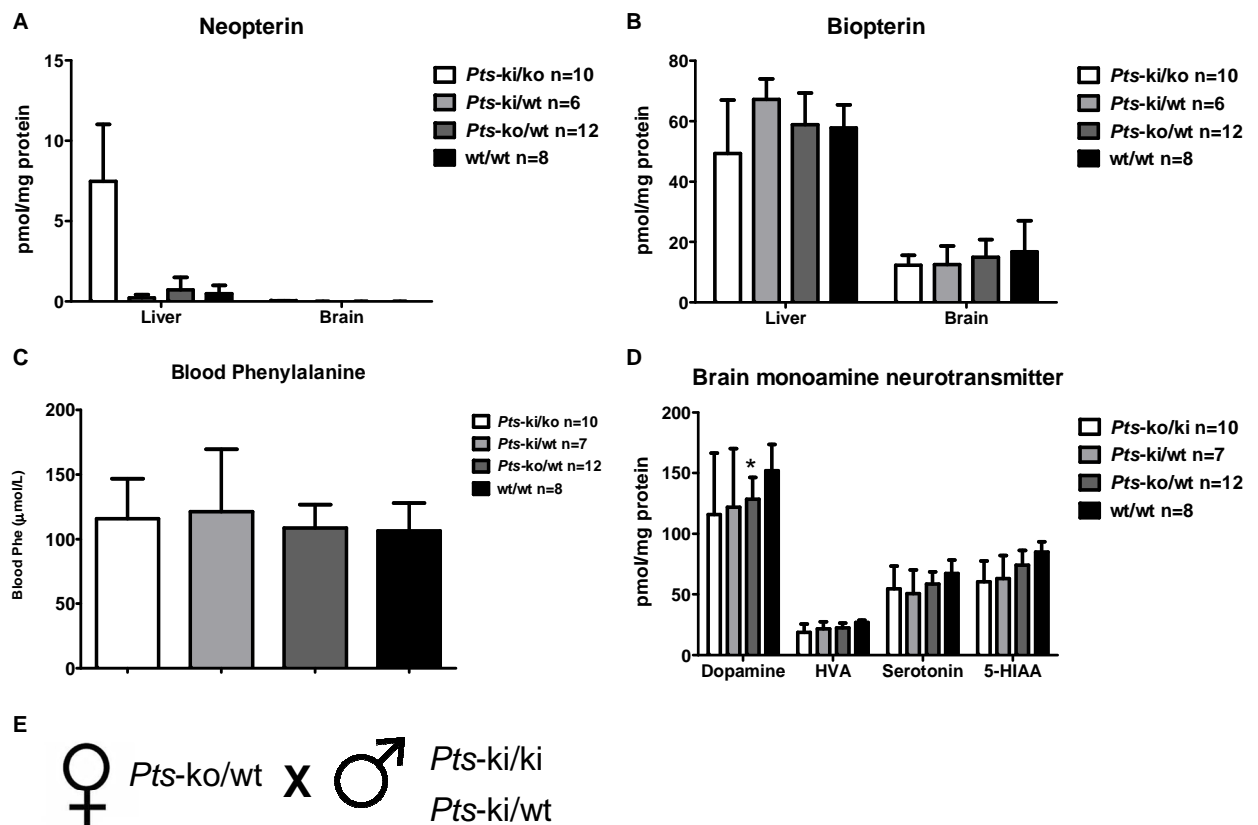 A
Neopterin
pmol/mg protein
15
10
5
0
Liver
Brain
Pts-ki/ko n=10
Pts-ki/wt n=6
Pts-ko/wt n=12
wt/wt n=8
B
Biopterin
pmol/mg protein
80
60
40
20
0
Liver
Brain
Pts-ki/ko n=10
Pts-ki/wt n=6
Pts-ko/wt n=12
wt/wt n=8
C
Blood Phenylalanine
Blood Phe (μmol/L)
200
150
100
50
0
Pts-ki/ko n=10
Pts-ki/wt n=7
Pts-ko/wt n=12
wt/wt n=8
D
Brain monoamine neurotransmitter
pmol/mg protein
200
150
100
50
0
*
Dopamine
HVA
Serotonin
5-HIAA
Pts-ko/ki n=10
Pts-ki/wt n=7
Pts-ko/wt n=12
wt/wt n=8
E
♀ Pts-ko/wt X ♂ Pts-ki/ki
Pts-ki/wt